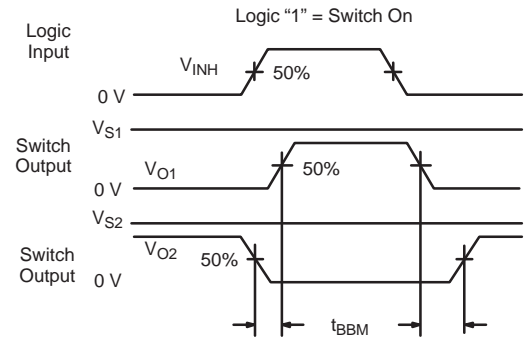 Logic "1" = Switch On
Logic
Input
VINH
50%
0 V
VS1
Switch
Output
VO1
50%
0 V
VS2
Switch
Output
VO2
50%
0 V
tBBM